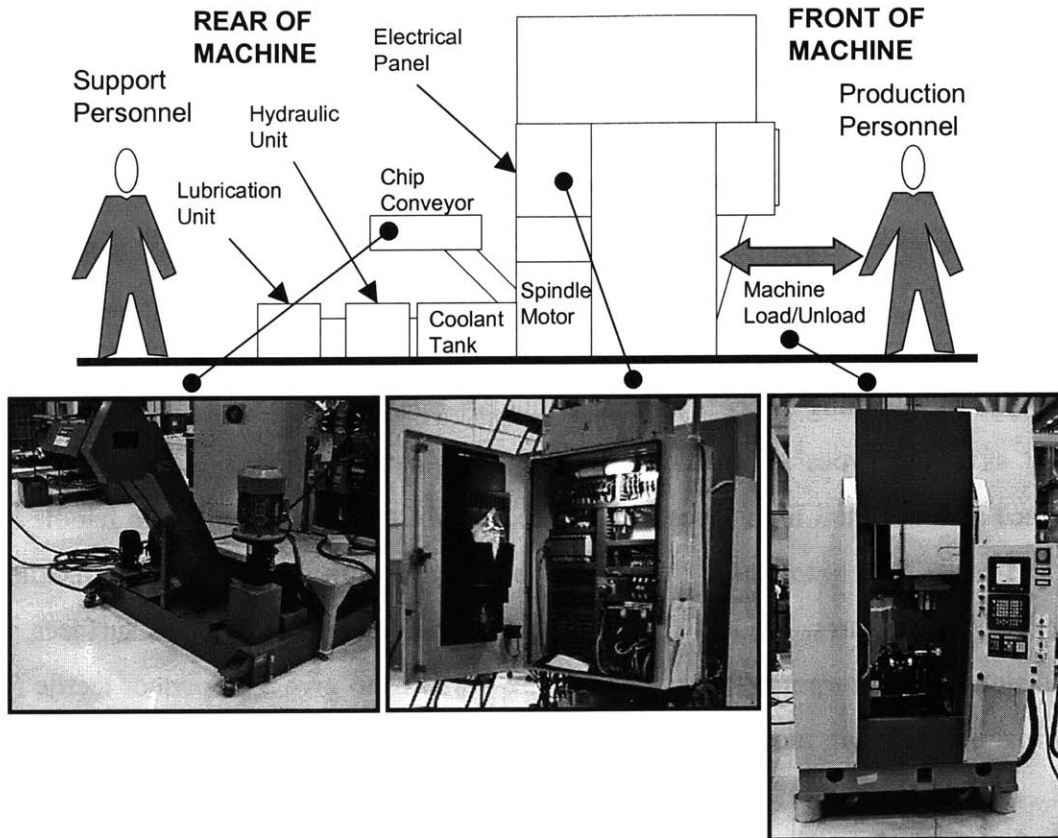 REAR OF
MACHINE
Electrical
Panel
FRONT OF
MACHINE
Support
Personnel
Hydraulic
Unit
Production
Personnel
Lubrication
Unit
Chip
Conveyor
Coolant
Tank
Spindle
Motor
Machine
Load/Unload